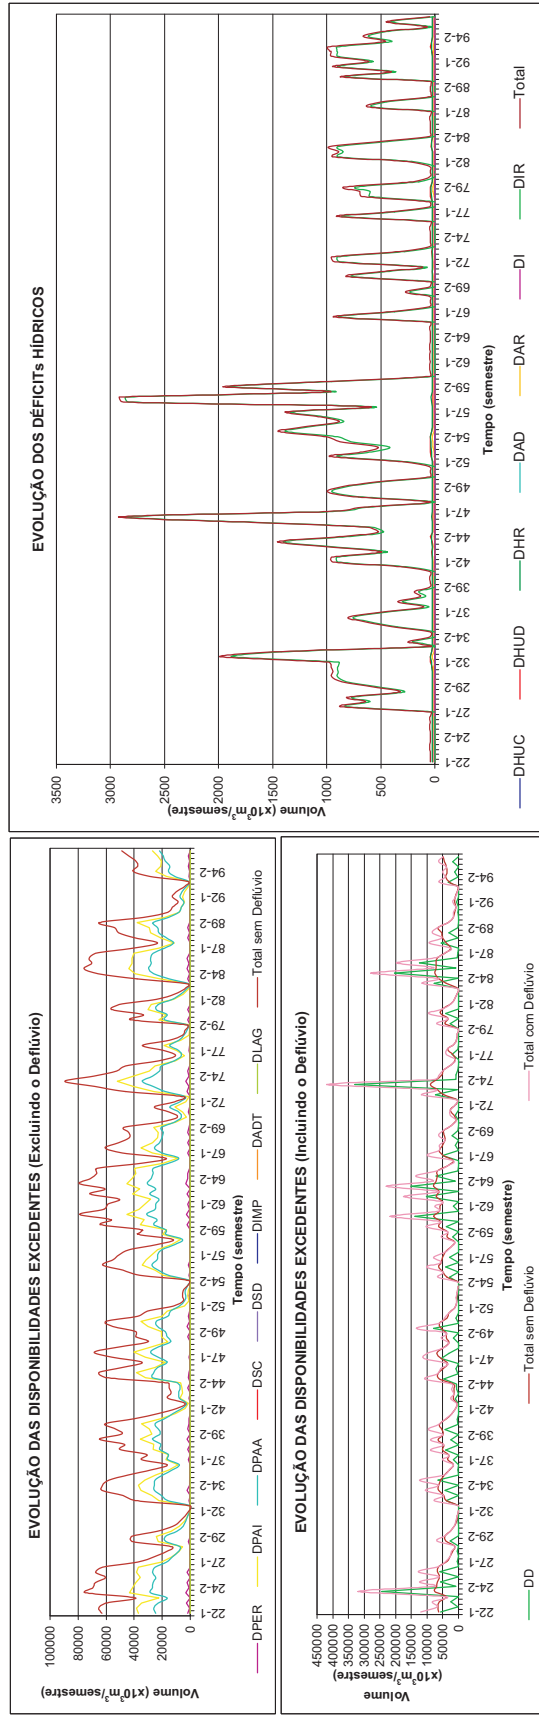 EVOLUÇÃO DAS DISPONIBILIDADES EXCEDENTES (Excluindo o Deflúvio)
Volume (x10³m³/semestre)
100000
80000
60000
40000
20000
0
22-1 24-2 27-1 29-2 32-1 34-2 37-1 39-2 42-1 44-2 47-1 49-2 52-1 54-2 57-1 59-2 62-1 64-2 67-1 69-2 72-1 74-2 77-1 79-2 82-1 84-2 87-1 89-2 92-1 94-2
Tempo (semestre)
DPER DPAI DPAA DSC DSD DIMP DADT DLAG Total sem Deflúvio
EVOLUÇÃO DAS DISPONIBILIDADES EXCEDENTES (Incluindo o Deflúvio)
Volume (x10³m³/semestre)
450000
400000
350000
300000
250000
200000
150000
100000
50000
0
22-1 24-2 27-1 29-2 32-1 34-2 37-1 39-2 42-1 44-2 47-1 49-2 52-1 54-2 57-1 59-2 62-1 64-2 67-1 69-2 72-1 74-2 77-1 79-2 82-1 84-2 87-1 89-2 92-1 94-2
Tempo (semestre)
DD Total sem Deflúvio Total com Deflúvio
EVOLUÇÃO DOS DÉFICITs HÍDRICOS
Volume (x10³m³/semestre)
3500
3000
2500
2000
1500
1000
500
0
22-1 24-2 27-1 29-2 32-1 34-2 37-1 39-2 42-1 44-2 47-1 49-2 52-1 54-2 57-1 59-2 62-1 64-2 67-1 69-2 72-1 74-2 77-1 79-2 82-1 84-2 87-1 89-2 92-1 94-2
Tempo (semestre)
DHUC DHUD DHR DAD DAR DI DIR Total